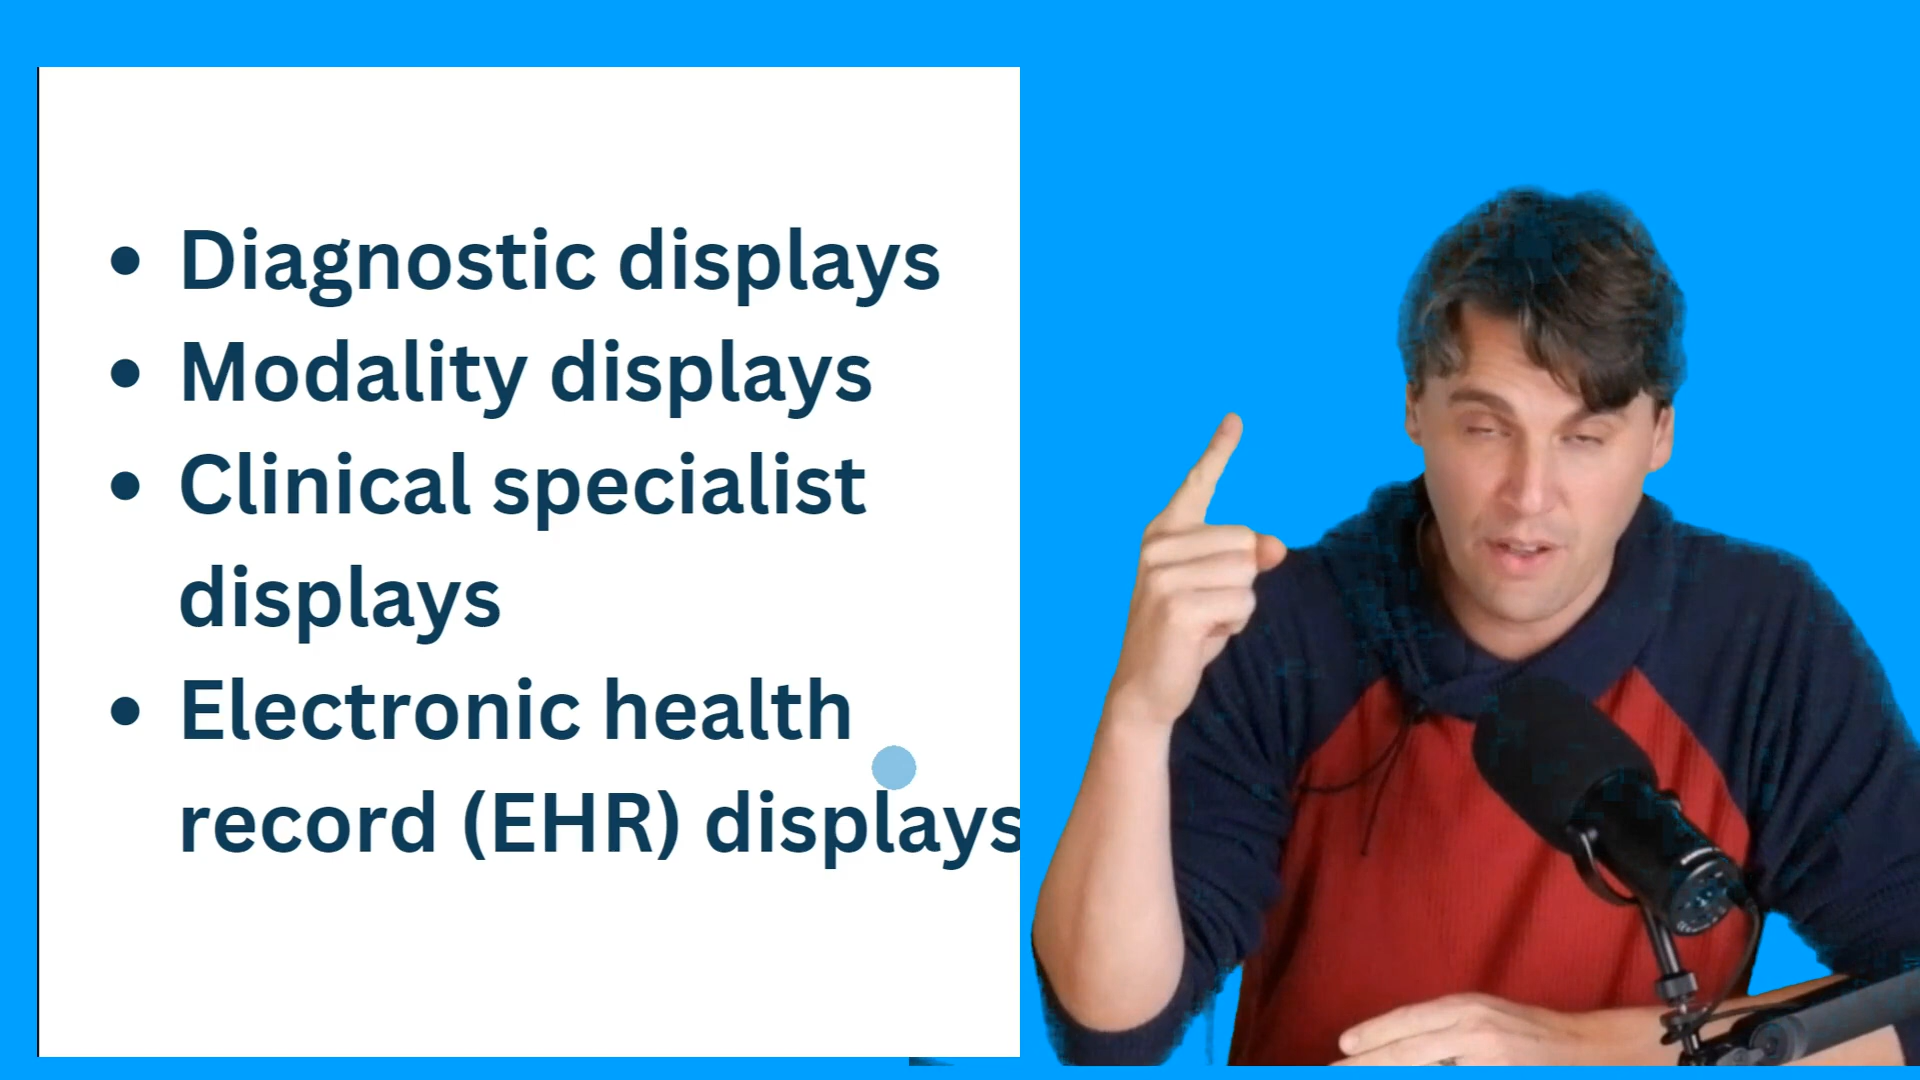 • Diagnostic displays
• Modality displays
• Clinical specialist
displays
• Electronic health
record (EHR) displays